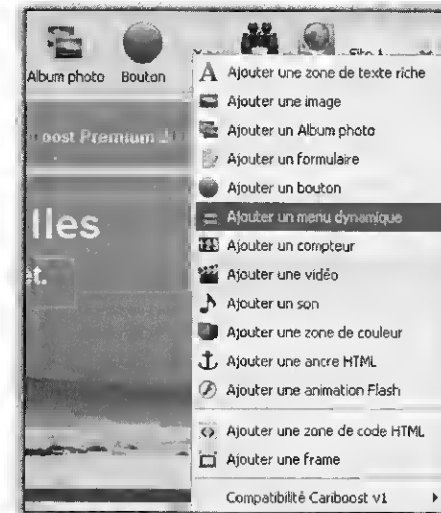 Site 1
Album photo Bouton
oost Premium
lles
et.
Ajouter une zone de texte riche
Ajouter une image
Ajouter un Album photo
Ajouter un formulaire
Ajouter un bouton
Ajouter un menu dynamique
Ajouter un compteur
Ajouter une vidéo
Ajouter un son
Ajouter une zone de couleur
Ajouter une ancre HTML
Ajouter une animation Flash
Ajouter une zone de code HTML
Ajouter une frame
Compatibilité Cariboost v1